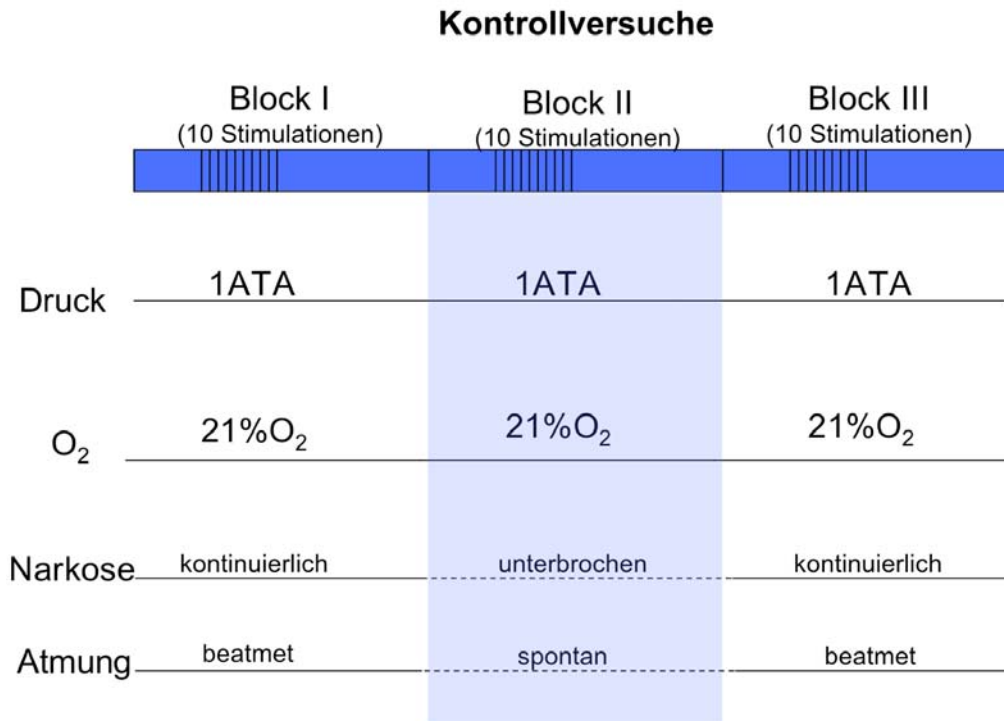 Kontrollversuche
Block I Block II Block III
(10 Stimulationen) (10 Stimulationen) (10 Stimulationen)
Druck 1ATA 1ATA 1ATA
O₂ 21%O₂ 21%O₂ 21%O₂
Narkose kontinuierlich unterbrochen kontinuierlich
Atmung beatmet spontan beatmet